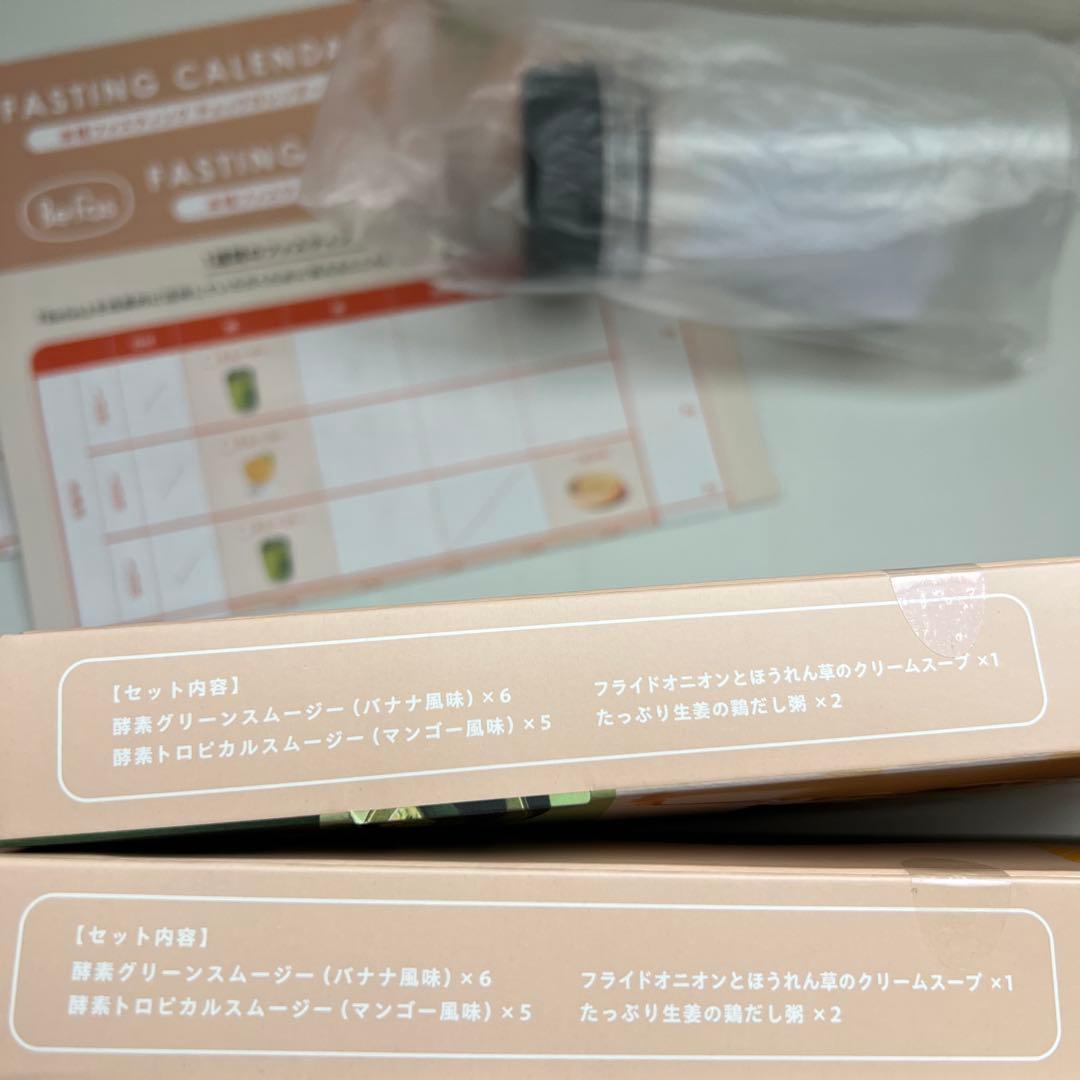 FASTING CALENDA
FASTING
【セット内容】
酵素グリーンスムージー（バナナ風味）×6
酵素トロピカルスムージー（マンゴー風味）×5
フライドオニオンとほうれん草のクリームスープ ×1
たっぷり生姜の鶏だし粥 ×2
【セット内容】
酵素グリーンスムージー（バナナ風味）×6
酵素トロピカルスムージー（マンゴー風味）×5
フライドオニオンとほうれん草のクリームスープ ×1
たっぷり生姜の鶏だし粥 ×2